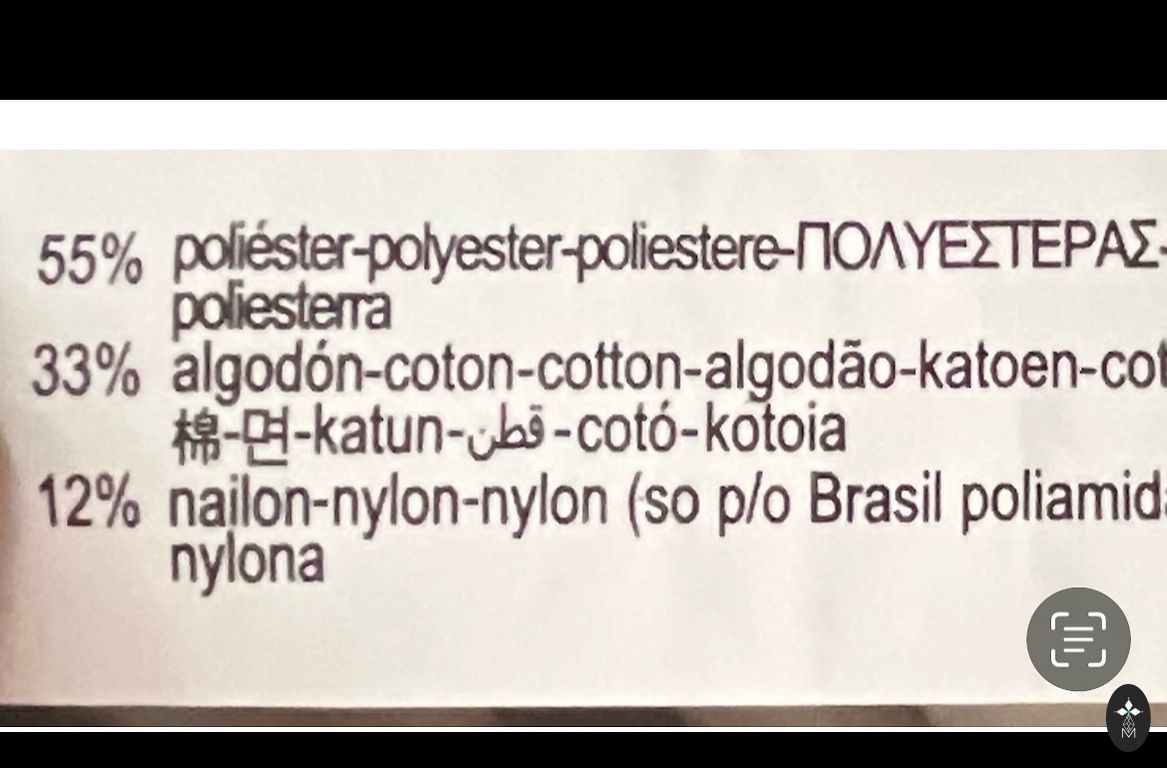 55% poliéster-polyester-poliestere-ΠΟΛΥΕΣΤΕΡΑΣ-
poliesterra
33% algodón-coton-cotton-algodão-katoen-cot
棉-면-katun-قطن-cotó-kotoia
12% nailon-nylon-nylon (so p/o Brasil poliamid
nylona